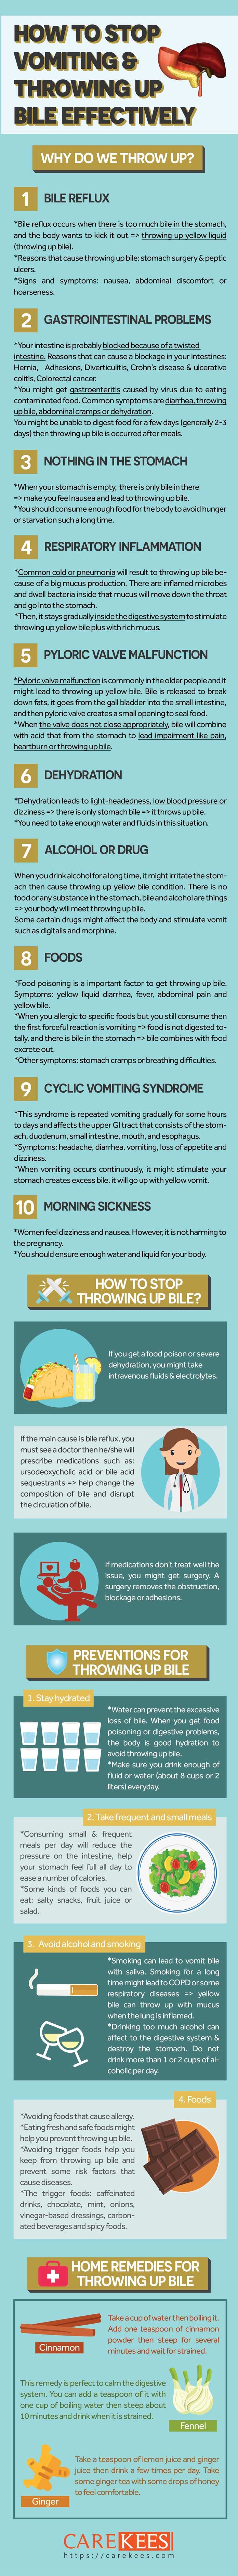 HOW TO STOP
VOMITING &
THROWING UP
BILE EFFECTIVELY
WHY DO WE THROW UP?
1 BILE REFLUX
*Bile reflux occurs when there is too much bile in the stomach,
and the body wants to kick it out => throwing up yellow liquid
(throwing up bile).
*Reasons that cause throwing up bile: stomach surgery & peptic
ulcers.
*Signs and symptoms: nausea, abdominal discomfort or
hoarseness.
2 GASTROINTESTINAL PROBLEMS
*Your intestine is probably blocked because of a twisted
intestine. Reasons that can cause a blockage in your intestines:
Hernia, Adhesions, Diverticulitis, Crohn's disease & ulcerative
colitis, Colorectal cancer.
*You might get gastroenteritis caused by virus due to eating
contaminated food. Common symptoms are diarrhea, throwing
up bile, abdominal cramps or dehydration.
You might be unable to digest food for a few days (generally 2-3
days) then throwing up bile is occurred after meals.
3 NOTHING IN THE STOMACH
*When your stomach is empty, there is only bile in there
=> make you feel nausea and lead to throwing up bile.
*You should consume enough food for the body to avoid hunger
or starvation such a long time.
4 RESPIRATORY INFLAMMATION
*Common cold or pneumonia will result to throwing up bile be-
cause of a big mucus production. There are inflamed microbes
and dwell bacteria inside that mucus will move down the throat
and go into the stomach.
*Then, it stays gradually inside the digestive system to stimulate
throwing up yellow bile plus with rich mucus.
5 PYLORIC VALVE MALFUNCTION
*Pyloric valve malfunction is commonly in the older people and it
might lead to throwing up yellow bile. Bile is released to break
down fats, it goes from the gall bladder into the small intestine,
and then pyloric valve creates a small opening to seal food.
*When the valve does not close appropriately, bile will combine
with acid that from the stomach to lead impairment like pain,
heartburn or throwing up bile.
6 DEHYDRATION
*Dehydration leads to light-headedness, low blood pressure or
dizziness => there is only stomach bile => it throws up bile.
*You need to take enough water and fluids in this situation.
7 ALCOHOL OR DRUG
When you drink alcohol for a long time, it might irritate the stom-
ach then cause throwing up yellow bile condition. There is no
food or any substance in the stomach, bile and alcohol are things
=> your body will meet throwing up bile.
Some certain drugs might affect the body and stimulate vomit
such as digitalis and morphine.
8 FOODS
*Food poisoning is a important factor to get throwing up bile.
Symptoms: yellow liquid diarrhea, fever, abdominal pain and
yellow bile.
*When you allergic to specific foods but you still consume then
the first forceful reaction is vomiting => food is not digested to-
tally, and there is bile in the stomach => bile combines with food
excrete out.
*Other symptoms: stomach cramps or breathing difficulties.
9 CYCLIC VOMITING SYNDROME
*This syndrome is repeated vomiting gradually for some hours
to days and affects the upper GI tract that consists of the stom-
ach, duodenum, small intestine, mouth, and esophagus.
*Symptoms: headache, diarrhea, vomiting, loss of appetite and
dizziness.
*When vomiting occurs continuously, it might stimulate your
stomach creates excess bile. it will go up with yellow vomit.
10 MORNING SICKNESS
*Women feel dizziness and nausea. However, it is not harming to
the pregnancy.
*You should ensure enough water and liquid for your body.
HOW TO STOP
THROWING UP BILE?
If you get a food poison or severe
dehydration, you might take
intravenous fluids & electrolytes.
If the main cause is bile reflux, you
must see a doctor then he/she will
prescribe medications such as:
ursodeoxycholic acid or bile acid
sequestrants => help change the
composition of bile and disrupt
the circulation of bile.
If medications don't treat well the
issue, you might get surgery. A
surgery removes the obstruction,
blockage or adhesions.
PREVENTIONS FOR
THROWING UP BILE
1. Stay hydrated
*Water can prevent the excessive
loss of bile. When you get food
poisoning or digestive problems,
the body is good hydration to
avoid throwing up bile.
*Make sure you drink enough of
fluid or water (about 8 cups or 2
liters) everyday.
2. Take frequent and small meals
*Consuming small & frequent
meals per day will reduce the
pressure on the intestine, help
your stomach feel full all day to
ease a number of calories.
*Some kinds of foods you can
eat: salty snacks, fruit juice or
salad.
3. Avoid alcohol and smoking
*Smoking can lead to vomit bile
with saliva. Smoking for a long
time might lead to COPD or some
respiratory diseases => yellow
bile can throw up with mucus
when the lung is inflamed.
*Drinking too much alcohol can
affect to the digestive system &
destroy the stomach. Do not
drink more than 1 or 2 cups of al-
coholic per day.
4. Foods
*Avoiding foods that cause allergy.
*Eating fresh and safe foods might
help you prevent throwing up bile.
*Avoiding trigger foods help you
keep from throwing up bile and
prevent some risk factors that
cause diseases.
*The trigger foods: caffeinated
drinks, chocolate, mint, onions,
vinegar-based dressings, carbon-
ated beverages and spicy foods.
HOME REMEDIES FOR
THROWING UP BILE
Take a cup of water then boiling it.
Add one teaspoon of cinnamon
powder then steep for several
minutes and wait for strained.
Cinnamon
This remedy is perfect to calm the digestive
system. You can add a teaspoon of it with
one cup of boiling water then steep about
10 minutes and drink when it is strained.
Fennel
Take a teaspoon of lemon juice and ginger
juice then drink a few times per day. Take
some ginger tea with some drops of honey
to feel comfortable.
Ginger
CAREKEES
https://carekees.com